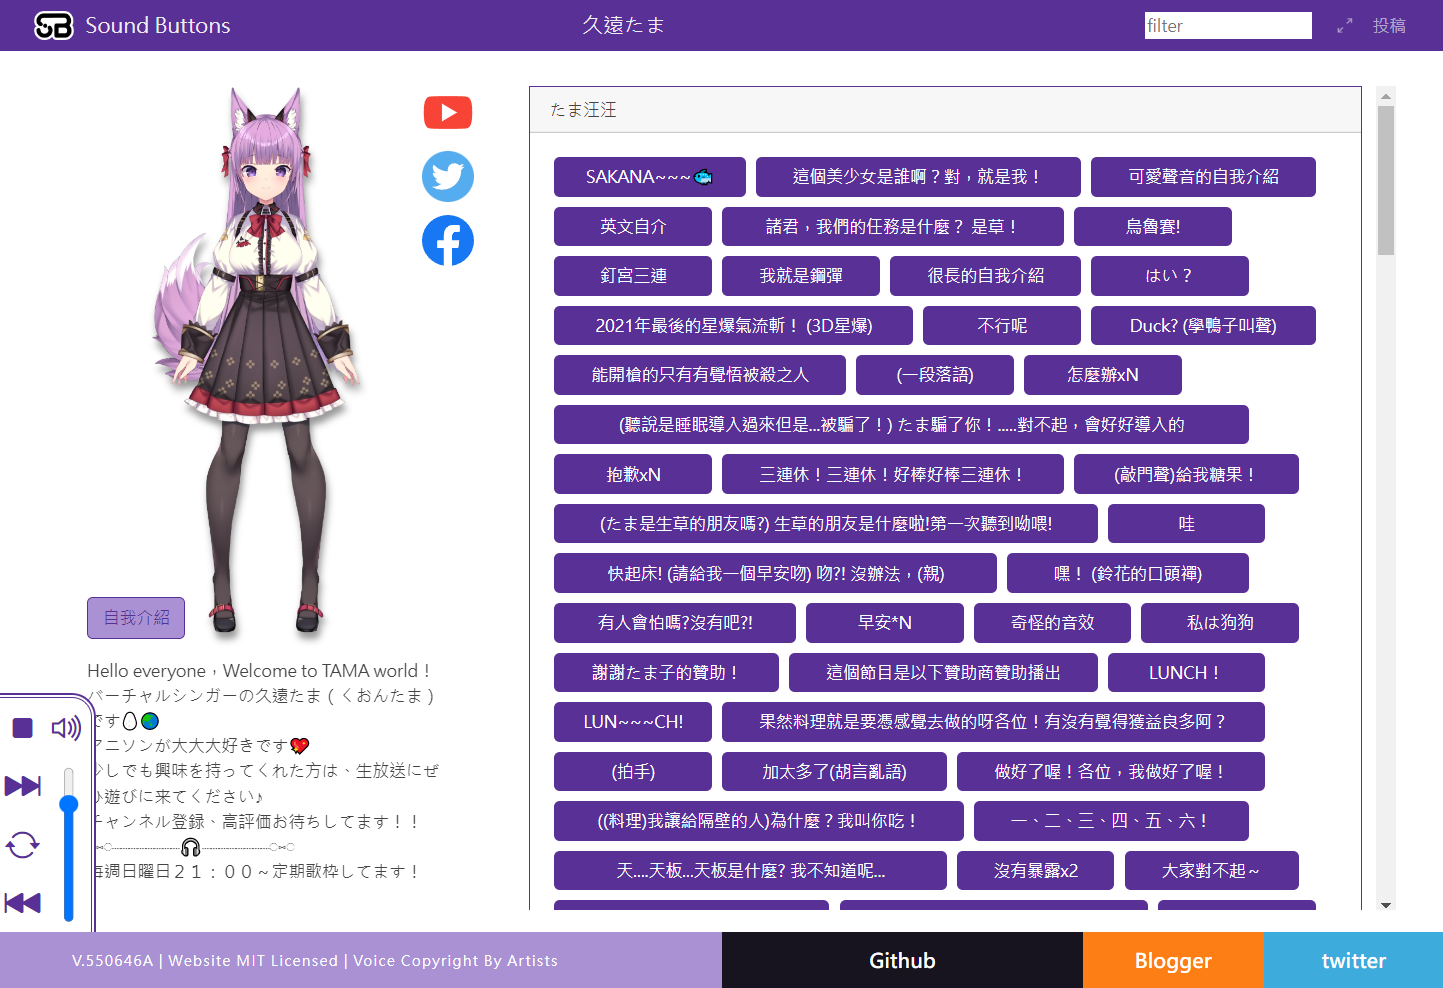 SB Sound Buttons
久遠たま
filter
投稿
たま汪汪
SAKANA~~~🐟 這個美少女是誰啊？對，就是我！ 可愛聲音的自我介紹
英文自介 諸君，我們的任務是什麼？ 是草！ 烏魯賽!
釘宮三連 我就是鋼彈 很長的自我介紹 はい？
2021年最後的星爆氣流斬！ (3D星爆) 不行呢 Duck? (學鴨子叫聲)
能開槍的只有有覺悟被殺之人 (一段落語) 怎麼辦xN
(聽說是睡眠導入過來但是...被騙了！) たま騙了你！.....對不起，會好好導入的
抱歉xN 三連休！三連休！好棒好棒三連休！ (敲門聲)給我糖果！
(たま是生草的朋友嗎?) 生草的朋友是什麼啦!第一次聽到呦喂! 哇
快起床! (請給我一個早安吻) 吻?! 沒辦法，(親) 嘿！ (鈴花的口頭禪)
有人會怕嗎?沒有吧?! 早安*N 奇怪的音效 私は狗狗
謝謝たま子的贊助！ 這個節目是以下贊助商贊助播出 LUNCH！
LUN~~~CH! 果然料理就是要憑感覺去做的呀各位！有沒有覺得獲益良多阿？
(拍手) 加太多了(胡言亂語) 做好了喔！各位，我做好了喔！
((料理)我讓給隔壁的人)為什麼？我叫你吃！ 一、二、三、四、五、六！
天....天板...天板是什麼? 我不知道呢... 沒有暴露x2 大家對不起～
自我介紹
Hello everyone，Welcome to TAMA world！
バーチャルシンガーの久遠たま（くおんたま）
です🥚🌏
アニソンが大大大好きです💖
しでも興味を持ってくれた方は、生放送にぜ
ひ遊びに来てください♪
チャンネル登録、高評価お待ちしてます！！
毎週日曜日２１：００～定期歌枠してます！
V.550646A | Website MIT Licensed | Voice Copyright By Artists
Github
Blogger
twitter